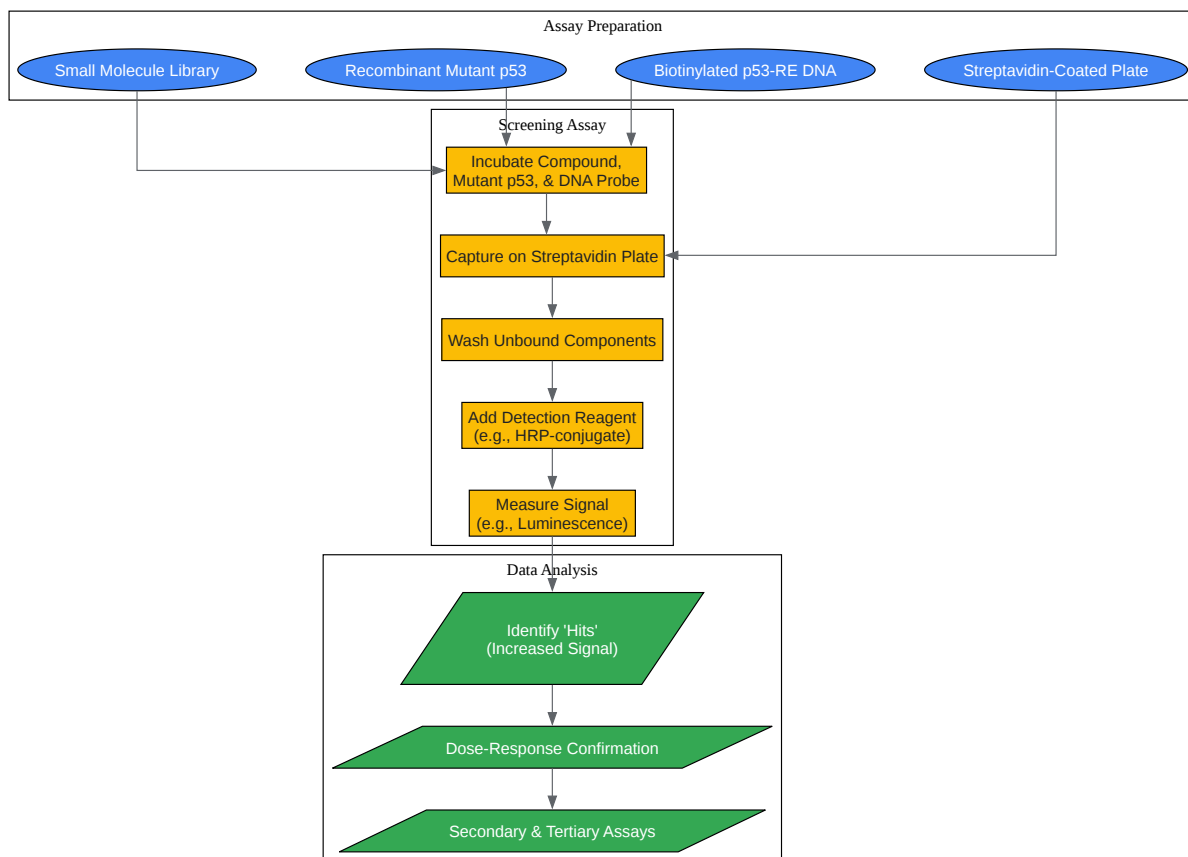 Assay Preparation
Small Molecule Library
Recombinant Mutant p53
Biotinylated p53-RE DNA
Streptavidin-Coated Plate
Screening Assay
Incubate Compound,
Mutant p53, & DNA Probe
Capture on Streptavidin Plate
Wash Unbound Components
Add Detection Reagent
(e.g., HRP-conjugate)
Measure Signal
(e.g., Luminescence)
Data Analysis
Identify 'Hits'
(Increased Signal)
Dose-Response Confirmation
Secondary & Tertiary Assays